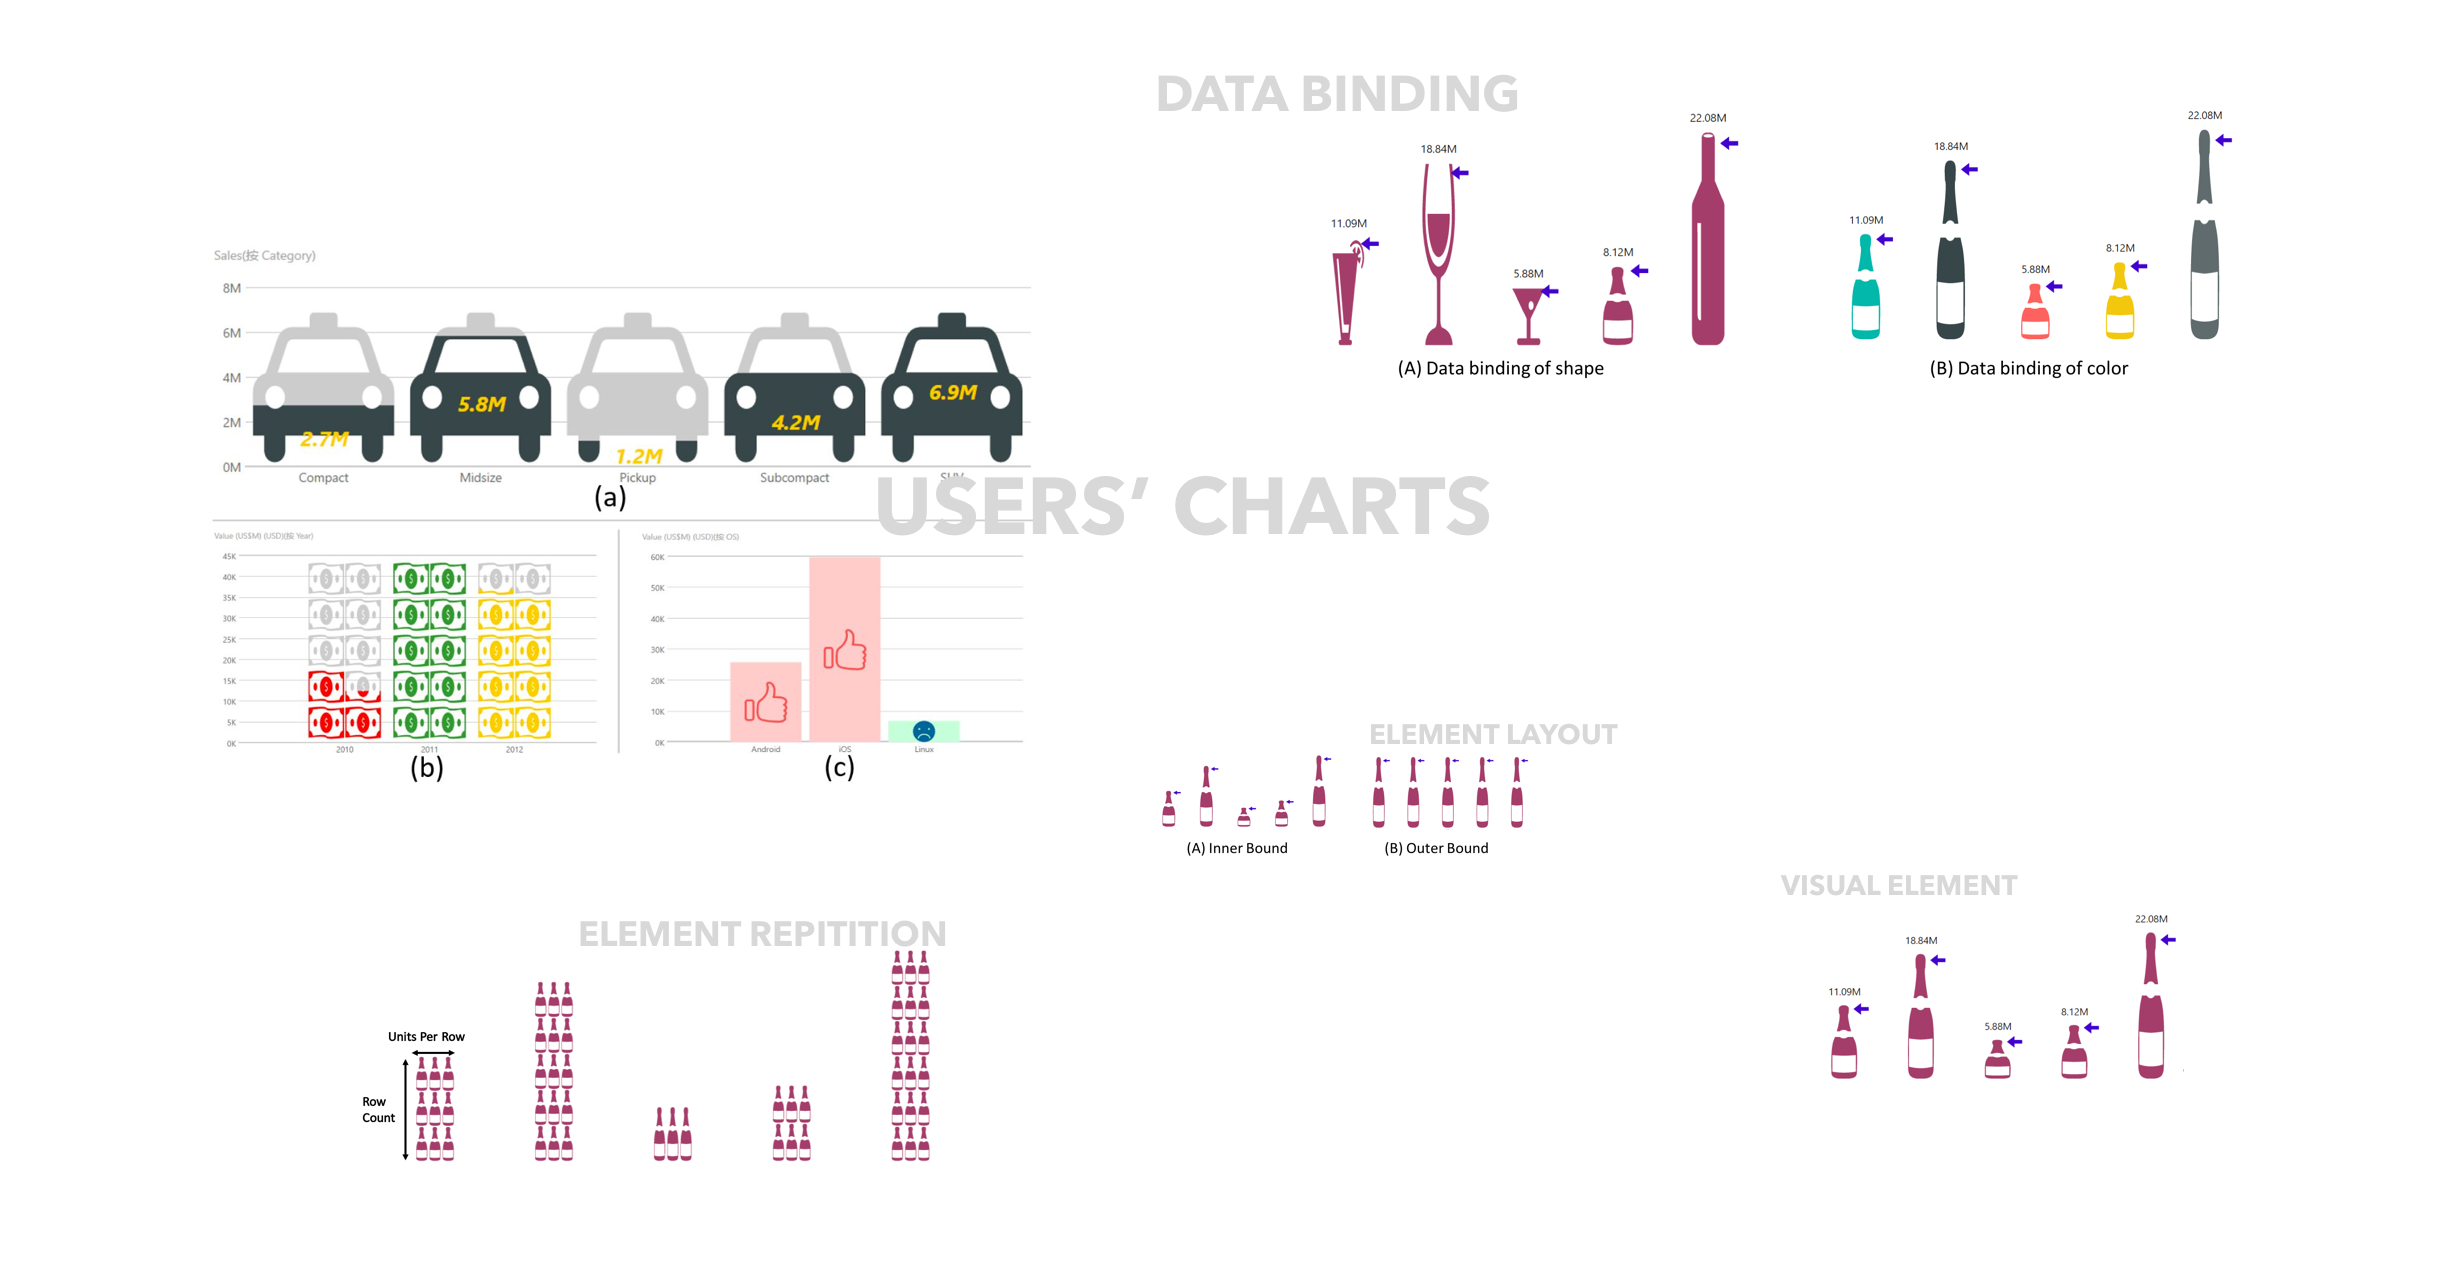 DATA BINDING
22.08M
18.84M
11.09M
5.88M
8.12M
(A) Data binding of shape
22.08M
18.84M
11.09M
8.12M
5.88M
(B) Data binding of color
Sales(按 Category)
8M
6M
4M
2M
0M
2.7M
5.8M
1.2M
4.2M
6.9M
Compact
Midsize
Pickup
Subcompact
SUV
(a)
USERS’ CHARTS
Value (US$M) (USD)(按 Year)
45K
40K
35K
30K
25K
20K
15K
10K
5K
0K
2010
2011
2012
(b)
Value (US$M) (USD)(按 OS)
60K
50K
40K
30K
20K
10K
0K
Android
iOS
Linux
(c)
ELEMENT LAYOUT
(A) Inner Bound
(B) Outer Bound
VISUAL ELEMENT
22.08M
18.84M
11.09M
8.12M
5.88M
ELEMENT REPITITION
Units Per Row
Row
Count